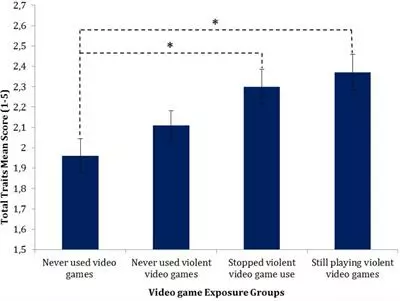 2,7
2,6
2,5
2,4
2,3
2,2
2,1
2
1,9
1,8
1,7
1,6
1,5
Total Traits Mean Score (1-5)
*
*
Never used video
games
Never used violent
video games
Stopped violent
video game use
Still playing violent
video games
Video game Exposure Groups